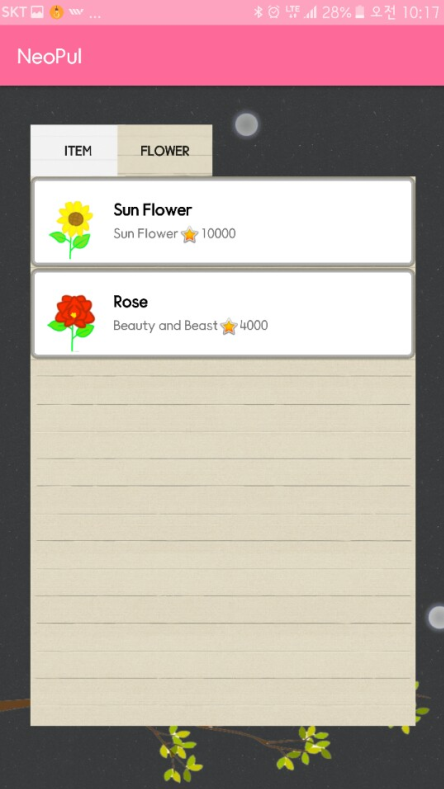 SKT ... LTE 28% 오전 10:17
NeoPul
ITEM FLOWER
Sun Flower
Sun Flower 10000
Rose
Beauty and Beast 4000